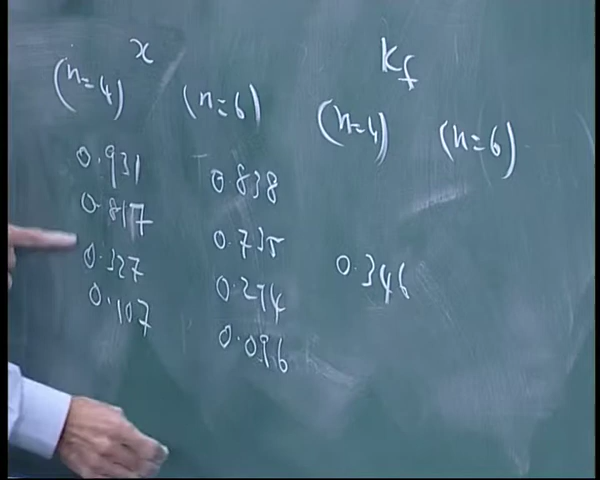 x kf
(n=4) (n=6) (n=4) (n=6)
0.931 0.838
0.817 0.735
0.327 0.294 0.346
0.107 0.096